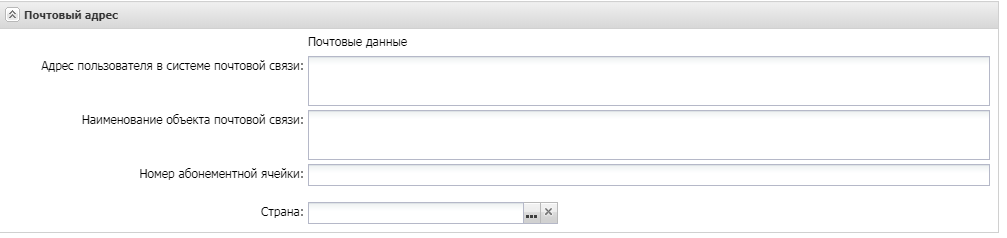 Почтовый адрес
Почтовые данные
Адрес пользователя в системе почтовой связи:
Наименование объекта почтовой связи:
Номер абонементной ячейки:
Страна: ...